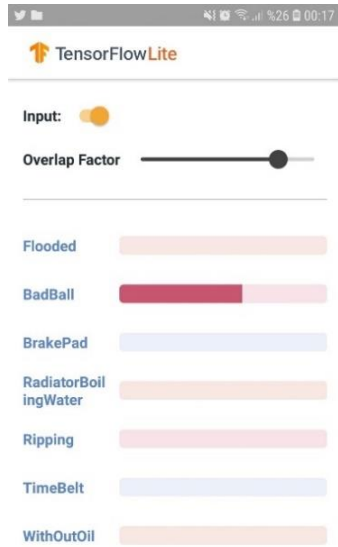 %26 00:17
TensorFlowLite
Input:
Overlap Factor
Flooded
BadBall
BrakePad
RadiatorBoil
ingWater
Ripping
TimeBelt
WithOutOil